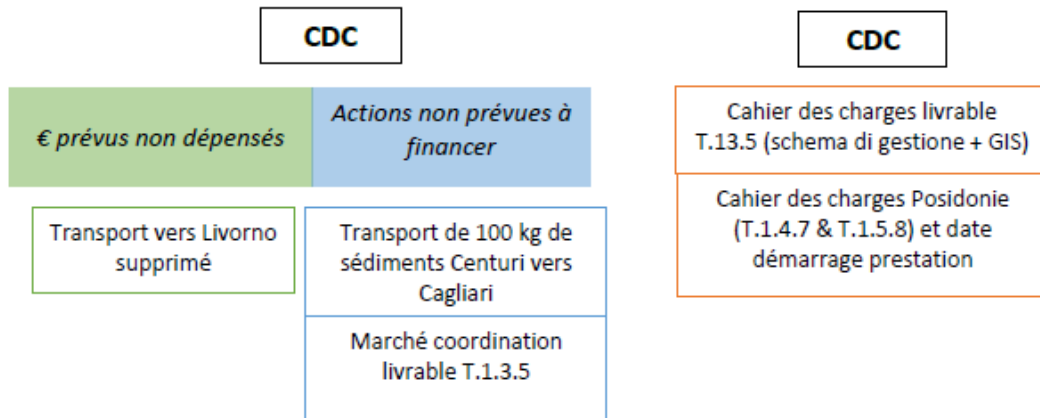 CDC
€ prévus non dépensés
Actions non prévues à
financer
Transport vers Livorno
supprimé
Transport de 100 kg de
sédiments Centuri vers
Cagliari
Marché coordination
livrable T.1.3.5
CDC
Cahier des charges livrable
T.13.5 (schema di gestione + GIS)
Cahier des charges Posidonie
(T.1.4.7 & T.1.5.8) et date
démarrage prestation